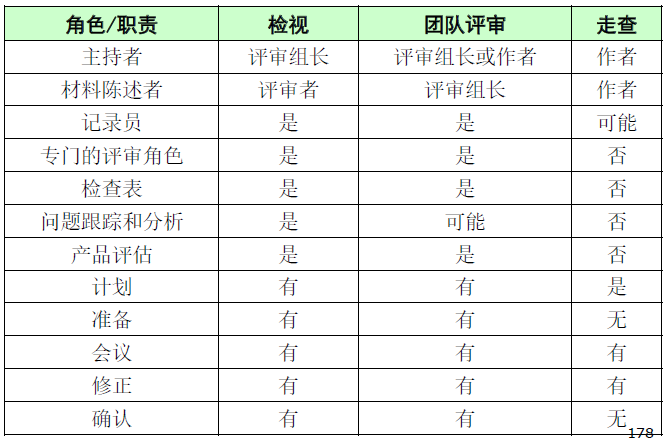 角色/职责 检视 团队评审 走查
主持者 评审组长 评审组长或作者 作者
材料陈述者 评审者 评审组长 作者
记录员 是 是 可能
专门的评审角色 是 是 否
检查表 是 是 否
问题跟踪和分析 是 可能 否
产品评估 是 是 否
计划 有 有 是
准备 有 有 无
会议 有 有 有
修正 有 有 有
确认 有 有 无
178